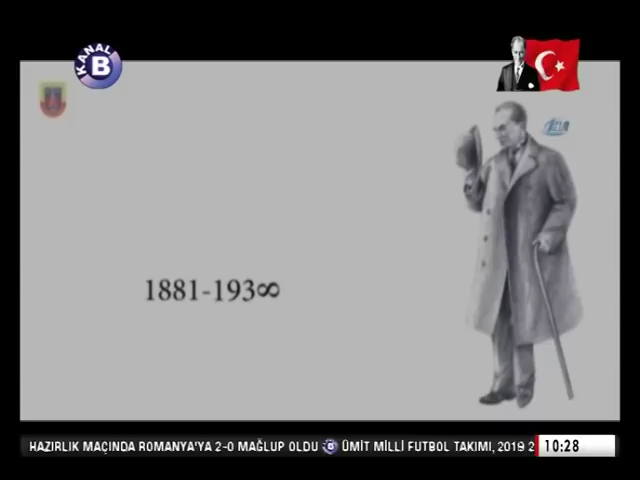 KANAL B
1881-193∞
HAZIRLIK MAÇINDA ROMANYA'YA 2-0 MAĞLUP OLDU B ÜMİT MİLLİ FUTBOL TAKIMI, 2019 2
10:28